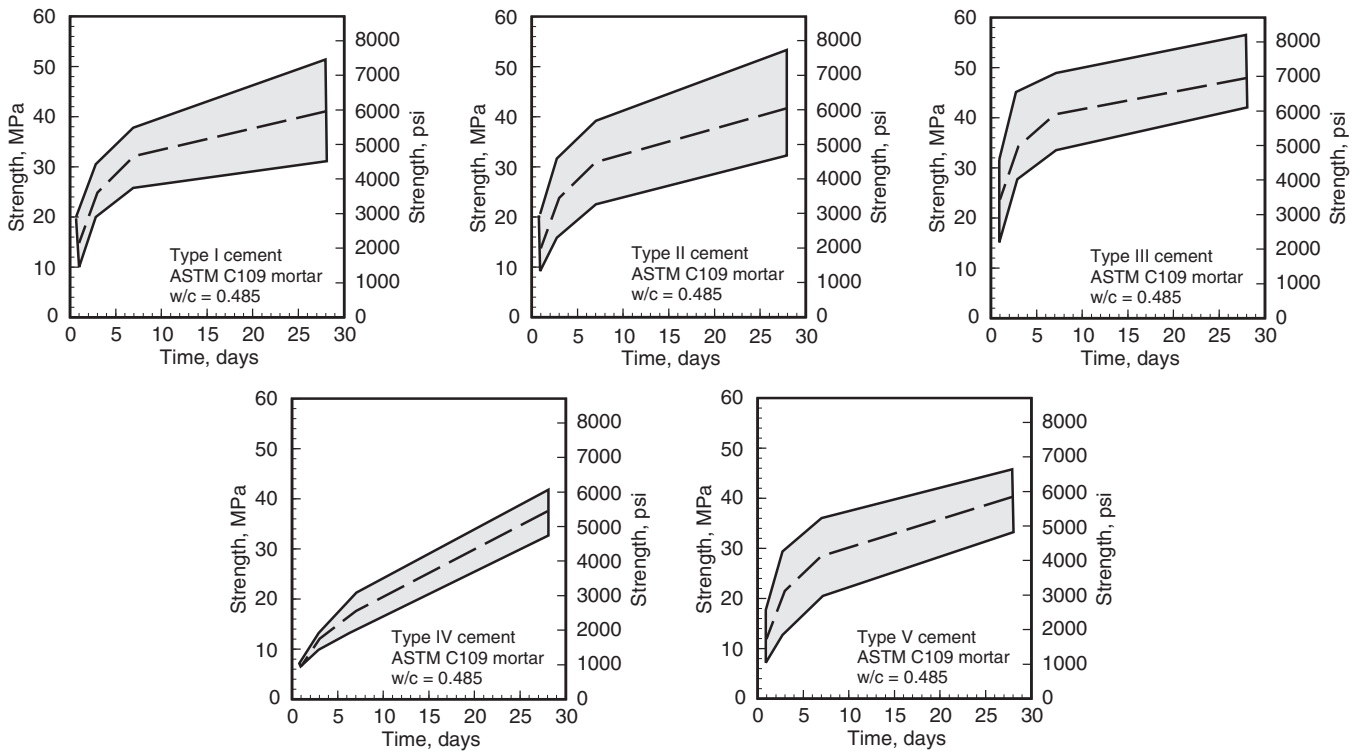 60
50
40
30
20
10
0
Strength, MPa
8000
7000
6000
5000
4000
3000
2000
1000
0
Strength, psi
Type I cement
ASTM C109 mortar
w/c = 0.485
0 5 10 15 20 25 30
Time, days
60
50
40
30
20
10
0
Strength, MPa
8000
7000
6000
5000
4000
3000
2000
1000
0
Strength, psi
Type II cement
ASTM C109 mortar
w/c = 0.485
0 5 10 15 20 25 30
Time, days
60
50
40
30
20
10
0
Strength, MPa
8000
7000
6000
5000
4000
3000
2000
1000
0
Strength, psi
Type III cement
ASTM C109 mortar
w/c = 0.485
0 5 10 15 20 25 30
Time, days
60
50
40
30
20
10
0
Strength, MPa
8000
7000
6000
5000
4000
3000
2000
1000
0
Strength, psi
Type IV cement
ASTM C109 mortar
w/c = 0.485
0 5 10 15 20 25 30
Time, days
60
50
40
30
20
10
0
Strength, MPa
8000
7000
6000
5000
4000
3000
2000
1000
0
Strength, psi
Type V cement
ASTM C109 mortar
w/c = 0.485
0 5 10 15 20 25 30
Time, days